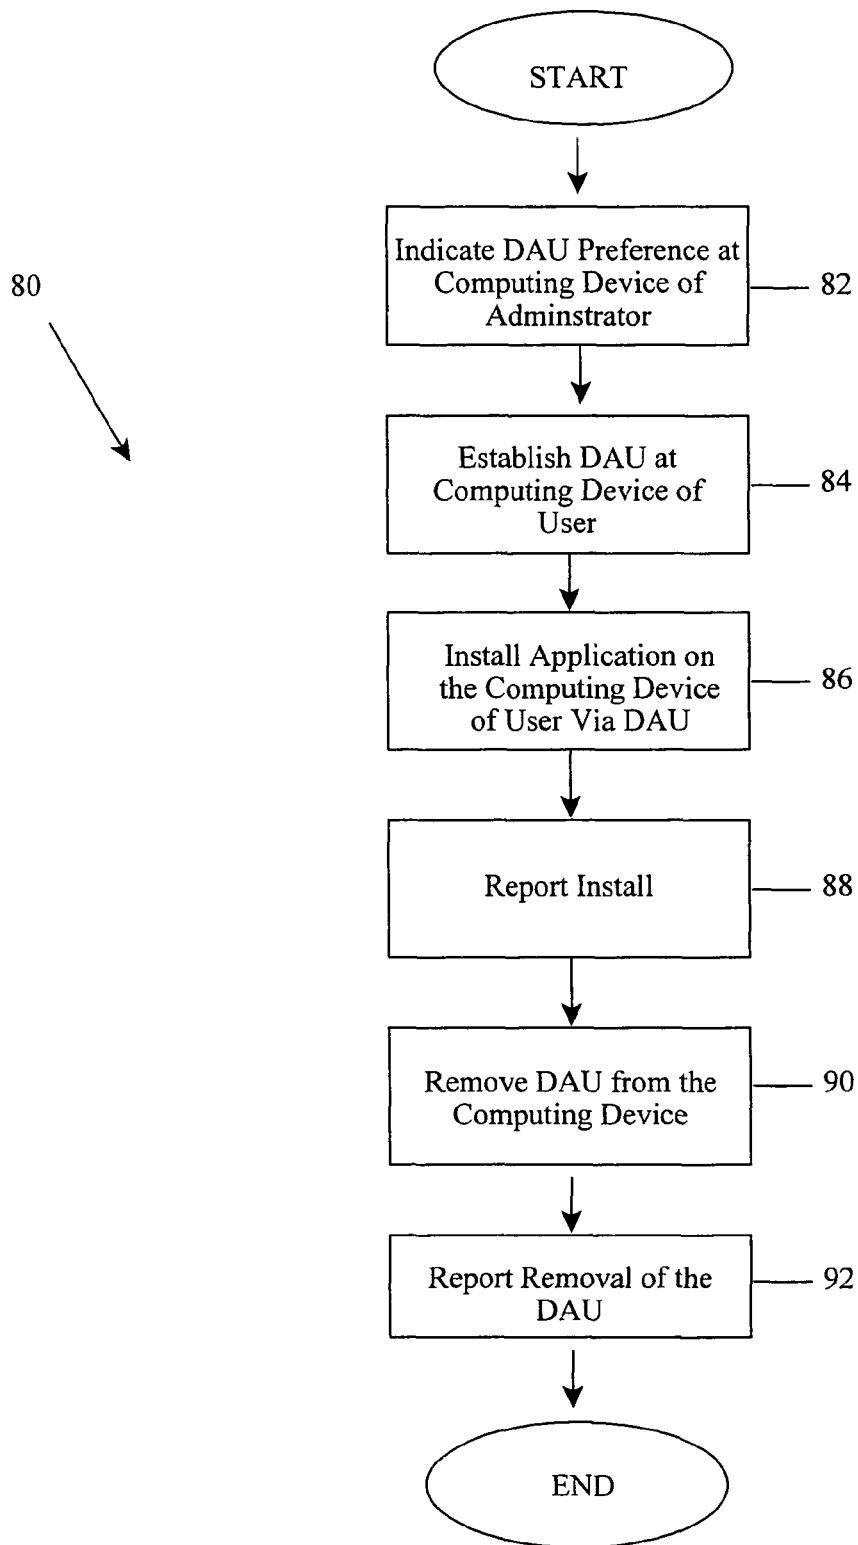 START
Indicate DAU Preference at
Computing Device of
Adminstrator
82
80
Establish DAU at
Computing Device of
User
84
Install Application on
the Computing Device
of User Via DAU
86
Report Install
88
Remove DAU from the
Computing Device
90
Report Removal of the
DAU
92
END